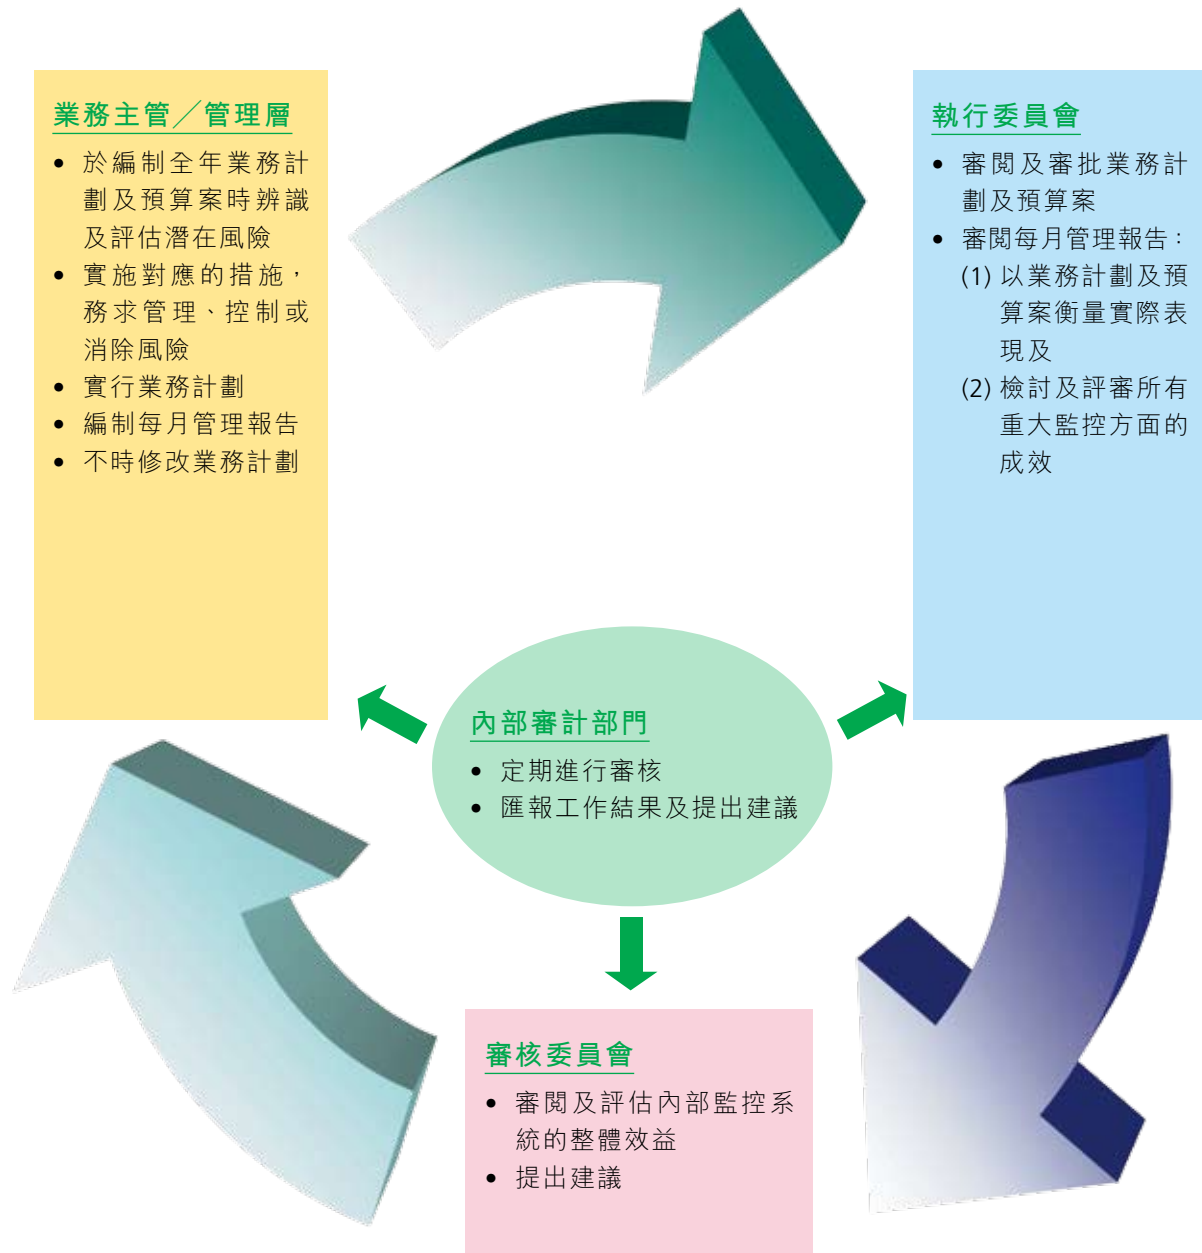 業務主管／管理層
• 於編制全年業務計
劃及預算案時辨識
及評估潛在風險
• 實施對應的措施，
務求管理、控制或
消除風險
• 實行業務計劃
• 編制每月管理報告
• 不時修改業務計劃
執行委員會
• 審閱及審批業務計
劃及預算案
• 審閱每月管理報告：
(1) 以業務計劃及預
算案衡量實際表
現及
(2) 檢討及評審所有
重大監控方面的
成效
內部審計部門
• 定期進行審核
• 匯報工作結果及提出建議
審核委員會
• 審閱及評估內部監控系
統的整體效益
• 提出建議